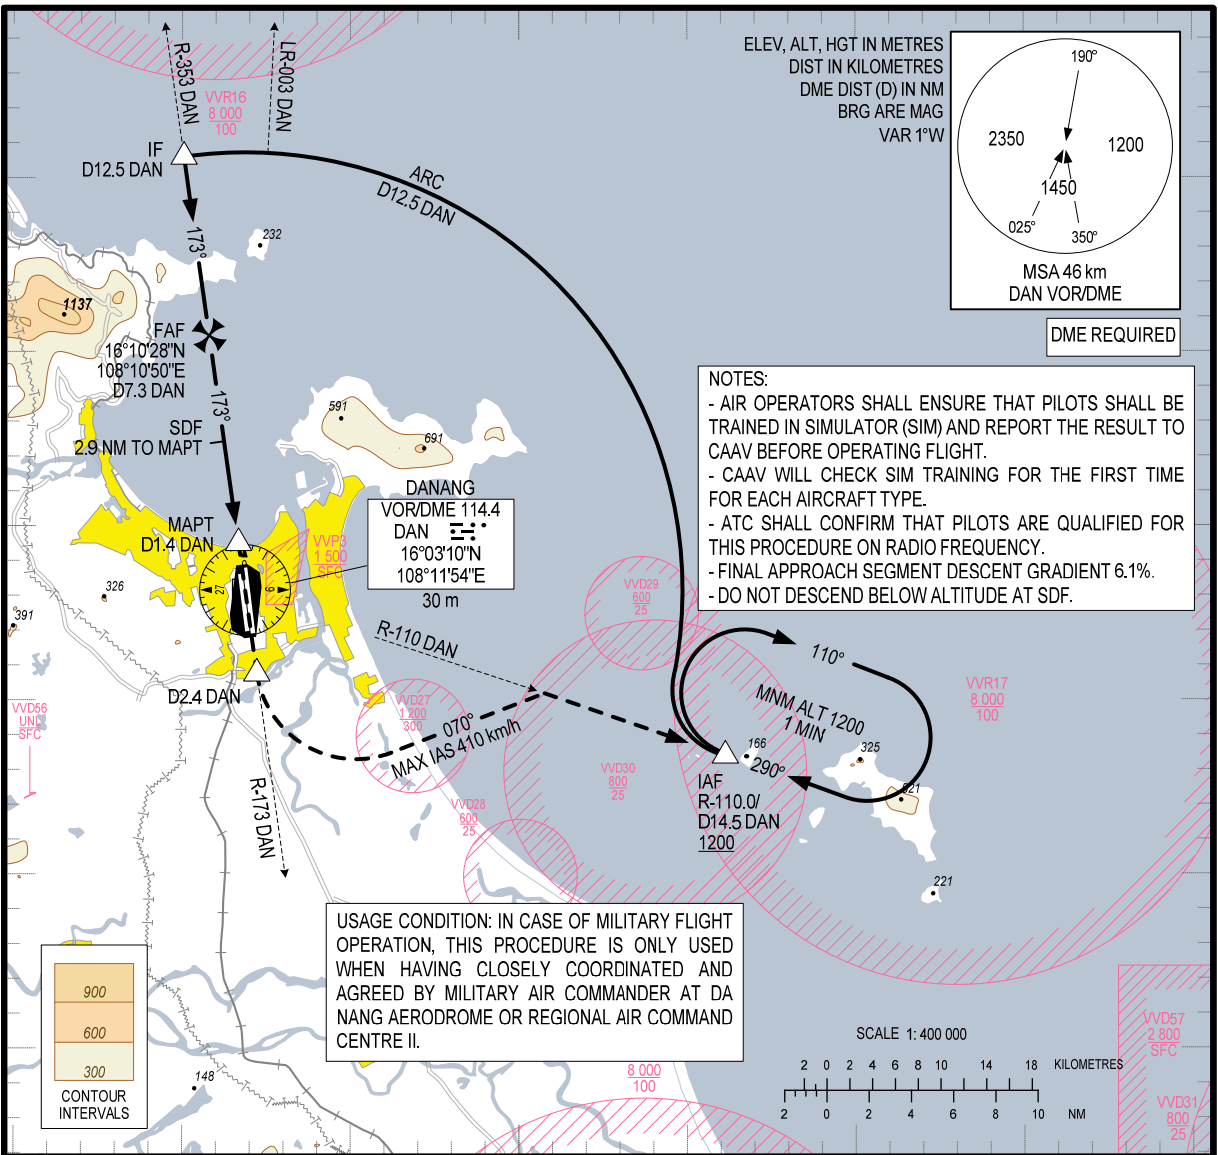 R-353 DAN
LR-003 DAN
VVR16
8 000
100
IF
D12.5 DAN
ARC
D12.5 DAN
ELEV, ALT, HGT IN METRES
DIST IN KILOMETRES
DME DIST (D) IN NM
BRG ARE MAG
VAR 1°W
190°
2350
1200
1450
025°
350°
MSA 46 km
DAN VOR/DME
DME REQUIRED
173°
232
1137
FAF
16°10'28"N
108°10'50"E
D7.3 DAN
173°
SDF
2.9 NM TO MAPT
591
691
NOTES:
- AIR OPERATORS SHALL ENSURE THAT PILOTS SHALL BE
TRAINED IN SIMULATOR (SIM) AND REPORT THE RESULT TO
CAAV BEFORE OPERATING FLIGHT.
- CAAV WILL CHECK SIM TRAINING FOR THE FIRST TIME
FOR EACH AIRCRAFT TYPE.
- ATC SHALL CONFIRM THAT PILOTS ARE QUALIFIED FOR
THIS PROCEDURE ON RADIO FREQUENCY.
- FINAL APPROACH SEGMENT DESCENT GRADIENT 6.1%.
- DO NOT DESCEND BELOW ALTITUDE AT SDF.
DANANG
VOR/DME 114.4
DAN
16°03'10"N
108°11'54"E
30 m
MAPT
D1.4 DAN
VVP3
1 500
SFC
27
9
326
391
VVD29
600
25
R-110 DAN
D2.4 DAN
VVD56
UNL
SFC
VVD27
1 200
300
070°
MAX IAS 410 km/h
R-173 DAN
110°
MNM ALT 1200
1 MIN
290°
VVR17
8 000
100
166
325
621
221
VVD30
800
25
VVD28
600
25
IAF
R-110.0/
D14.5 DAN
1200
USAGE CONDITION: IN CASE OF MILITARY FLIGHT
OPERATION, THIS PROCEDURE IS ONLY USED
WHEN HAVING CLOSELY COORDINATED AND
AGREED BY MILITARY AIR COMMANDER AT DA
NANG AERODROME OR REGIONAL AIR COMMAND
CENTRE II.
900
600
300
CONTOUR
INTERVALS
148
8 000
100
SCALE 1: 400 000
2 0 2 4 6 8 10 14 18 KILOMETRES
2 0 2 4 6 8 10 NM
VVD57
2 800
SFC
VVD31
800
25